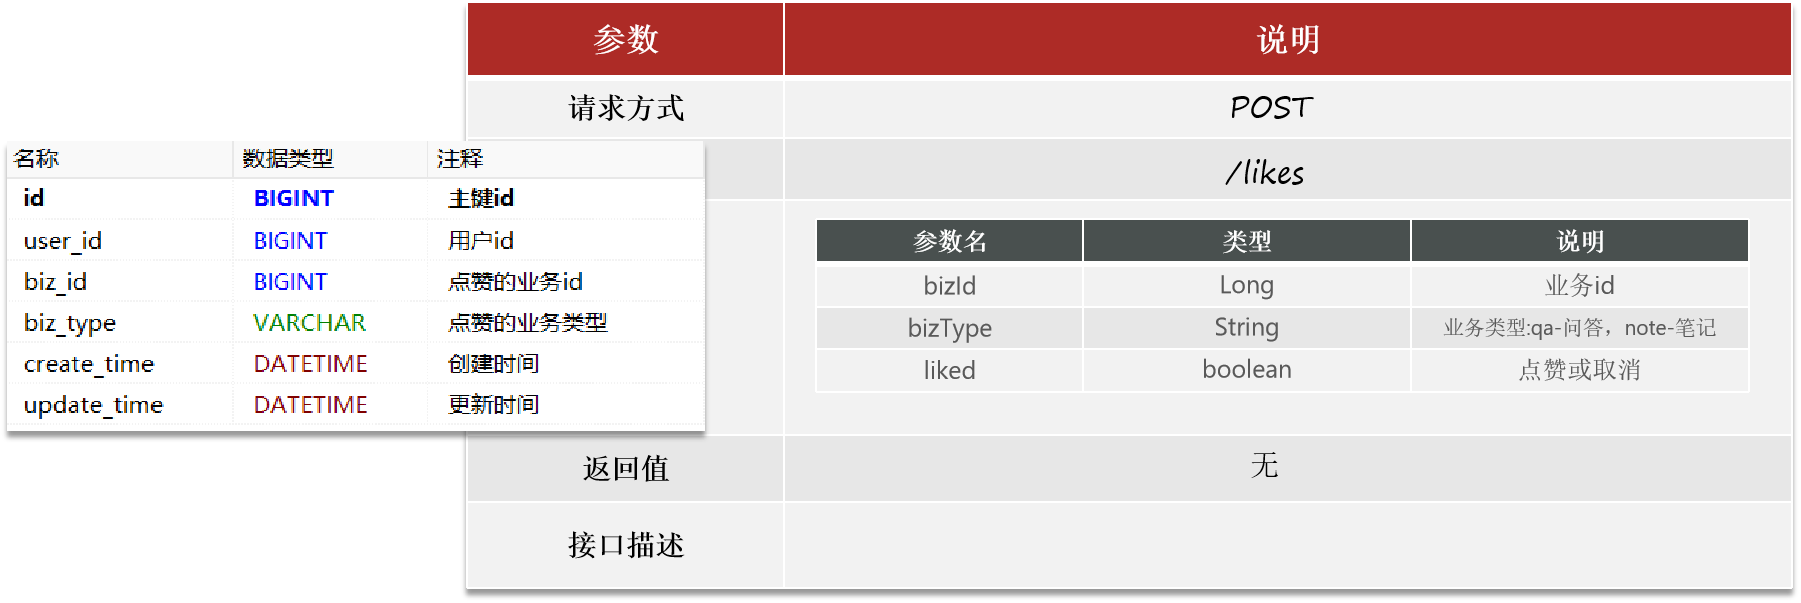 参数 说明
请求方式 POST
/likes
参数名 类型 说明
bizId Long 业务id
bizType String 业务类型:qa-问答，note-笔记
liked boolean 点赞或取消
返回值 无
接口描述
名称 数据类型 注释
id BIGINT 主键id
user_id BIGINT 用户id
biz_id BIGINT 点赞的业务id
biz_type VARCHAR 点赞的业务类型
create_time DATETIME 创建时间
update_time DATETIME 更新时间